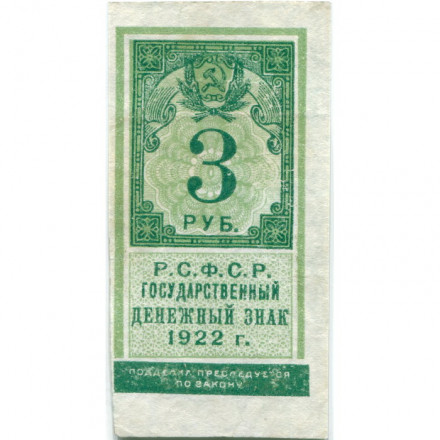 3
РУБ.
Р.С.Ф.С.Р.
ГОСУДАРСТВЕННЫЙ
ДЕНЕЖНЫЙ ЗНАК
1922 г.
ПОДДЕЛКА ПРЕСЛЕДУЕТСЯ
ПО ЗАКОНУ